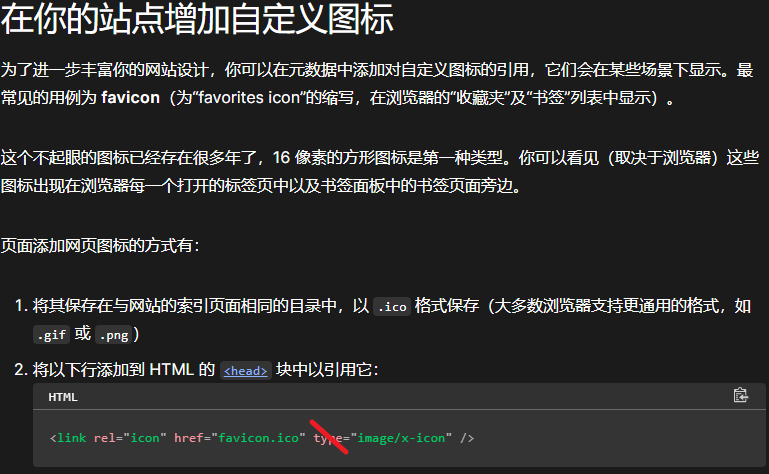 在你的站点增加自定义图标
为了进一步丰富你的网站设计，你可以在元数据中添加对自定义图标的引用，它们会在某些场景下显示。最
常见的用例为 favicon（为“favorites icon”的缩写，在浏览器的“收藏夹”及“书签”列表中显示）。
这个不起眼的图标已经存在很多年了，16 像素的方形图标是第一种类型。你可以看见（取决于浏览器）这些
图标出现在浏览器每一个打开的标签页中以及书签面板中的书签页面旁边。
页面添加网页图标的方式有：
1. 将其保存在与网站的索引页面相同的目录中，以 .ico 格式保存（大多数浏览器支持更通用的格式，如
.gif 或 .png）
2. 将以下行添加到 HTML 的 <head> 块中以引用它：
HTML
<link rel="icon" href="favicon.ico" type="image/x-icon" />